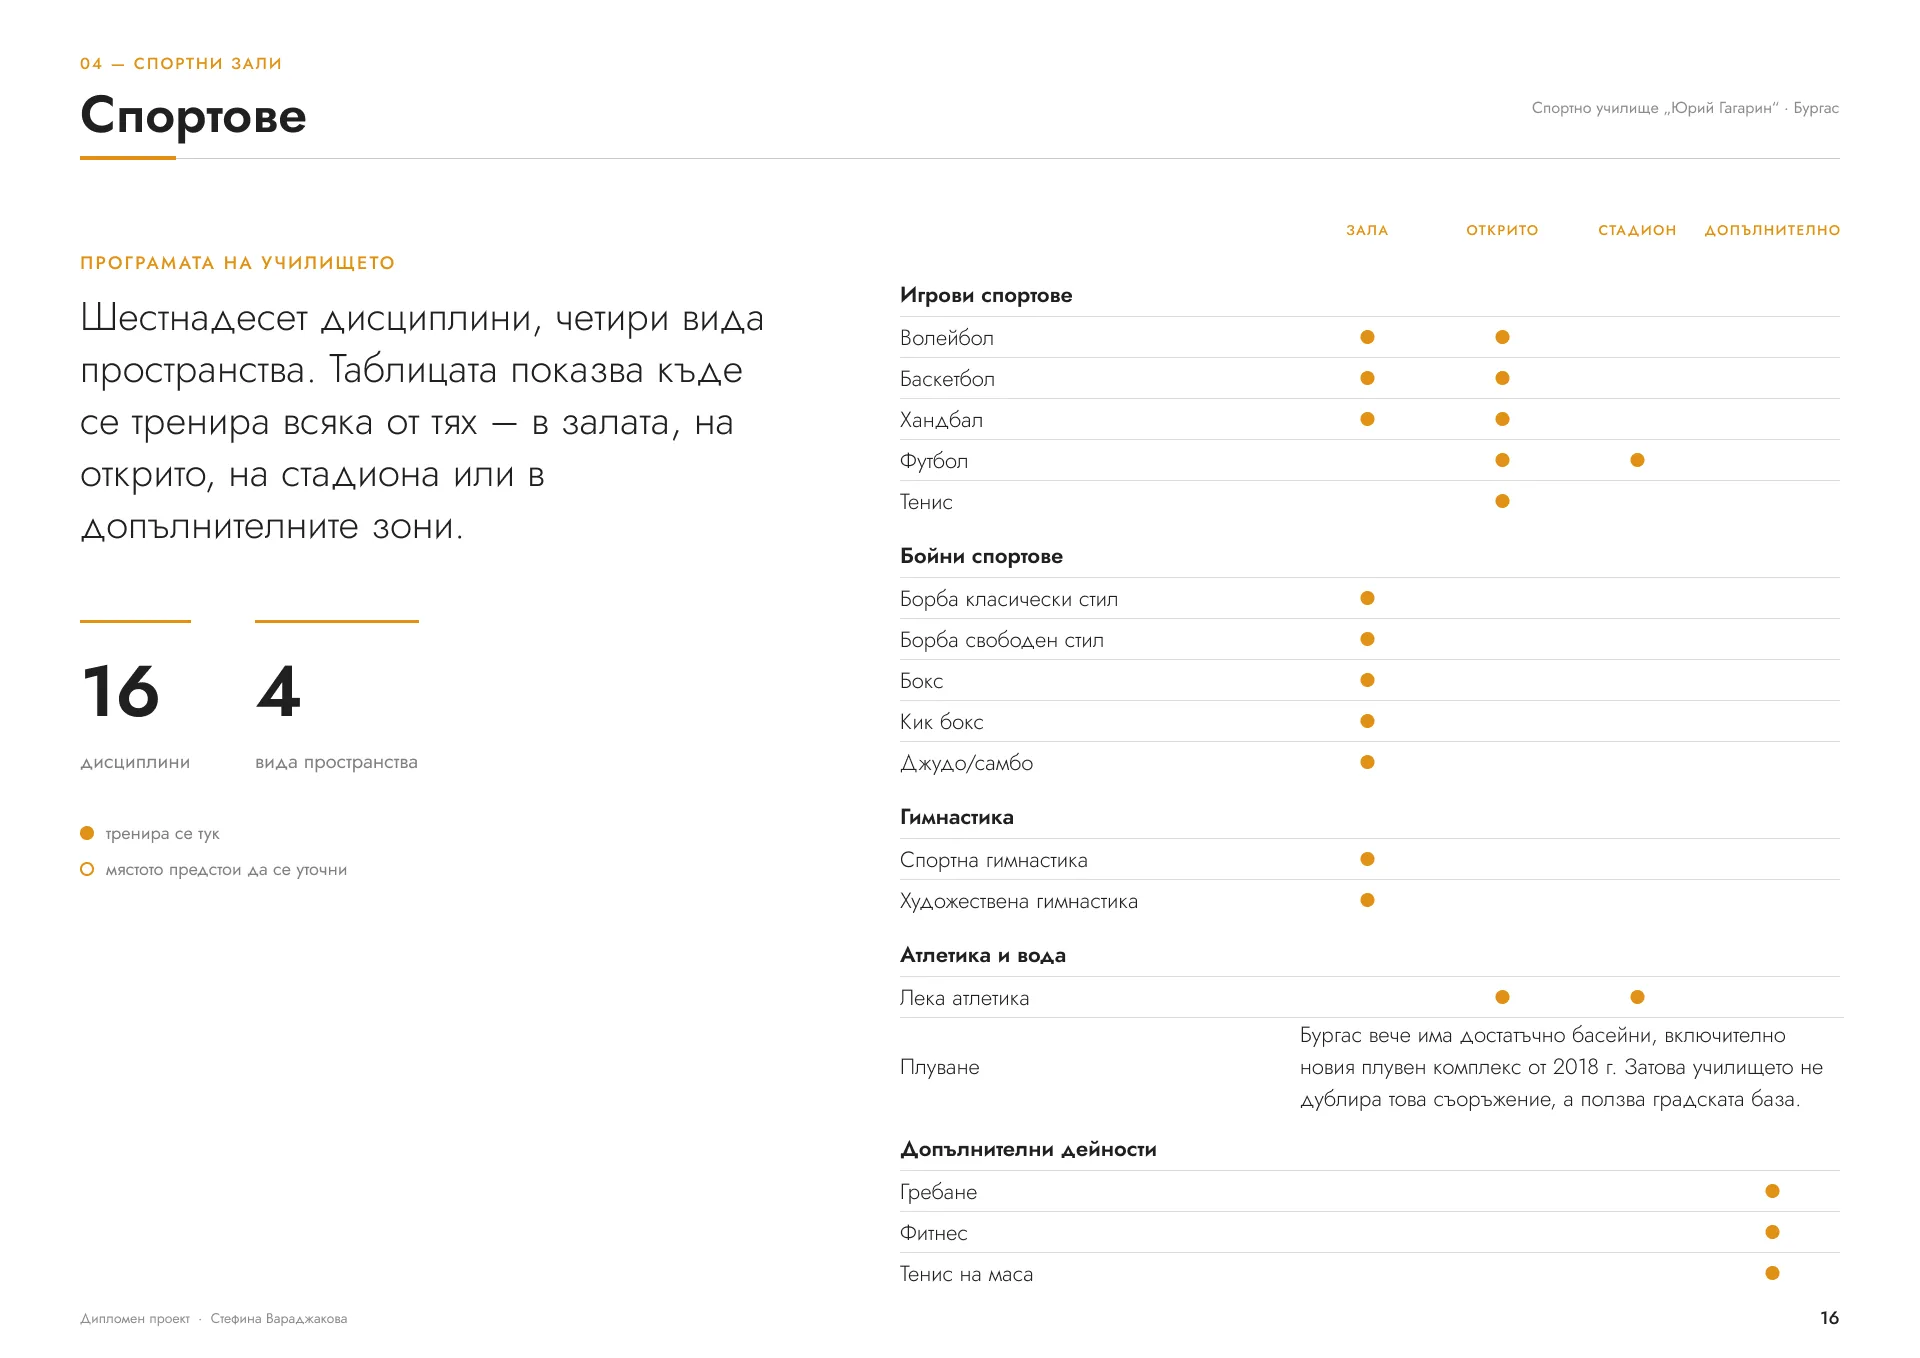 04 — СПОРТНИ ЗАЛИ
Спортове
Спортно училище „Юрий Гагарин“ · Бургас
ПРОГРАМАТА НА УЧИЛИЩЕТО
Шестнадесет дисциплини, четири вида
пространства. Таблицата показва къде
се тренира всяка от тях — в залата, на
открито, на стадиона или в
допълнителните зони.
16
дисциплини
4
вида пространства
тренира се тук
мястото предстои да се уточни
ЗАЛА ОТКРИТО СТАДИОН ДОПЪЛНИТЕЛНО
Игрови спортове
Волейбол
Баскетбол
Хандбал
Футбол
Тенис
Бойни спортове
Борба класически стил
Борба свободен стил
Бокс
Кик бокс
Джудо/самбо
Гимнастика
Спортна гимнастика
Художествена гимнастика
Атлетика и вода
Лека атлетика
Плуване
Бургас вече има достатъчно басейни, включително
новия плувен комплекс от 2018 г. Затова училището не
дублира това съоръжение, а ползва градската база.
Допълнителни дейности
Гребане
Фитнес
Тенис на маса
Дипломен проект · Стефина Вараджакова
16